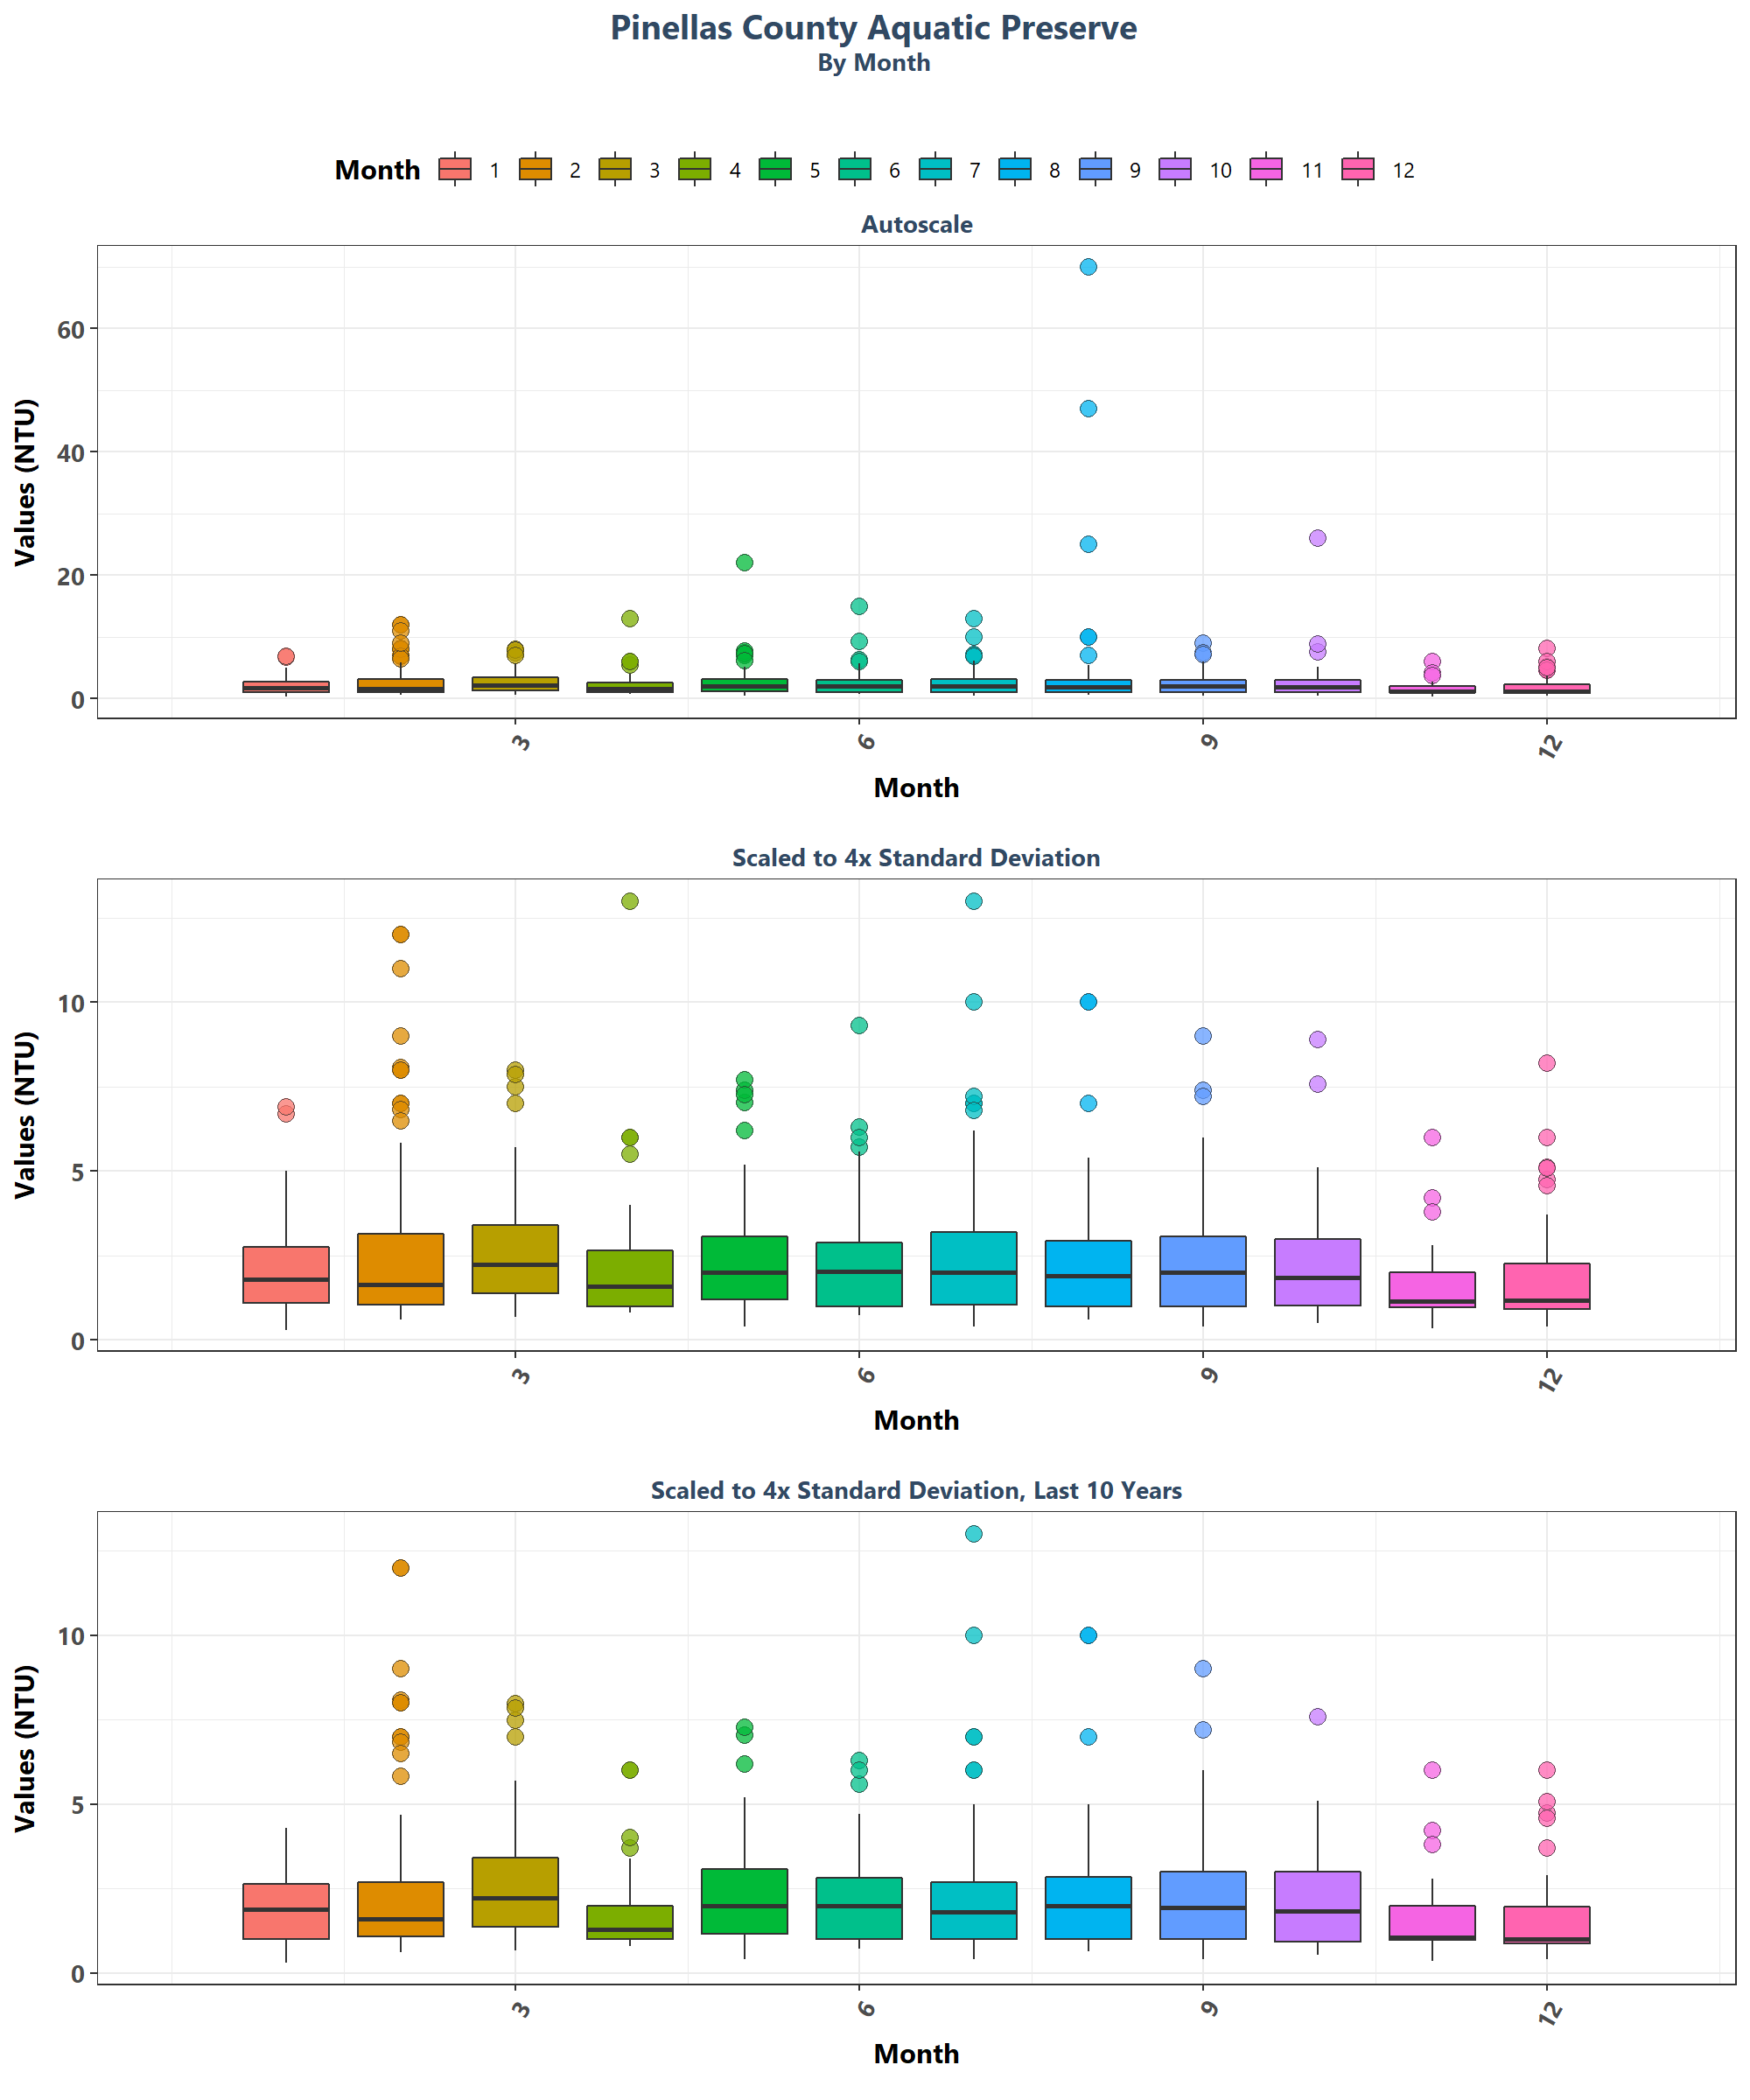 Pinellas County Aquatic Preserve
By Month
Month 1 2 3 4 5 6 7 8 9 10 11 12
Autoscale
Values (NTU)
60
40
20
0
3 6 9 12
Month
Scaled to 4x Standard Deviation
Values (NTU)
10
5
0
3 6 9 12
Month
Scaled to 4x Standard Deviation, Last 10 Years
Values (NTU)
10
5
0
3 6 9 12
Month